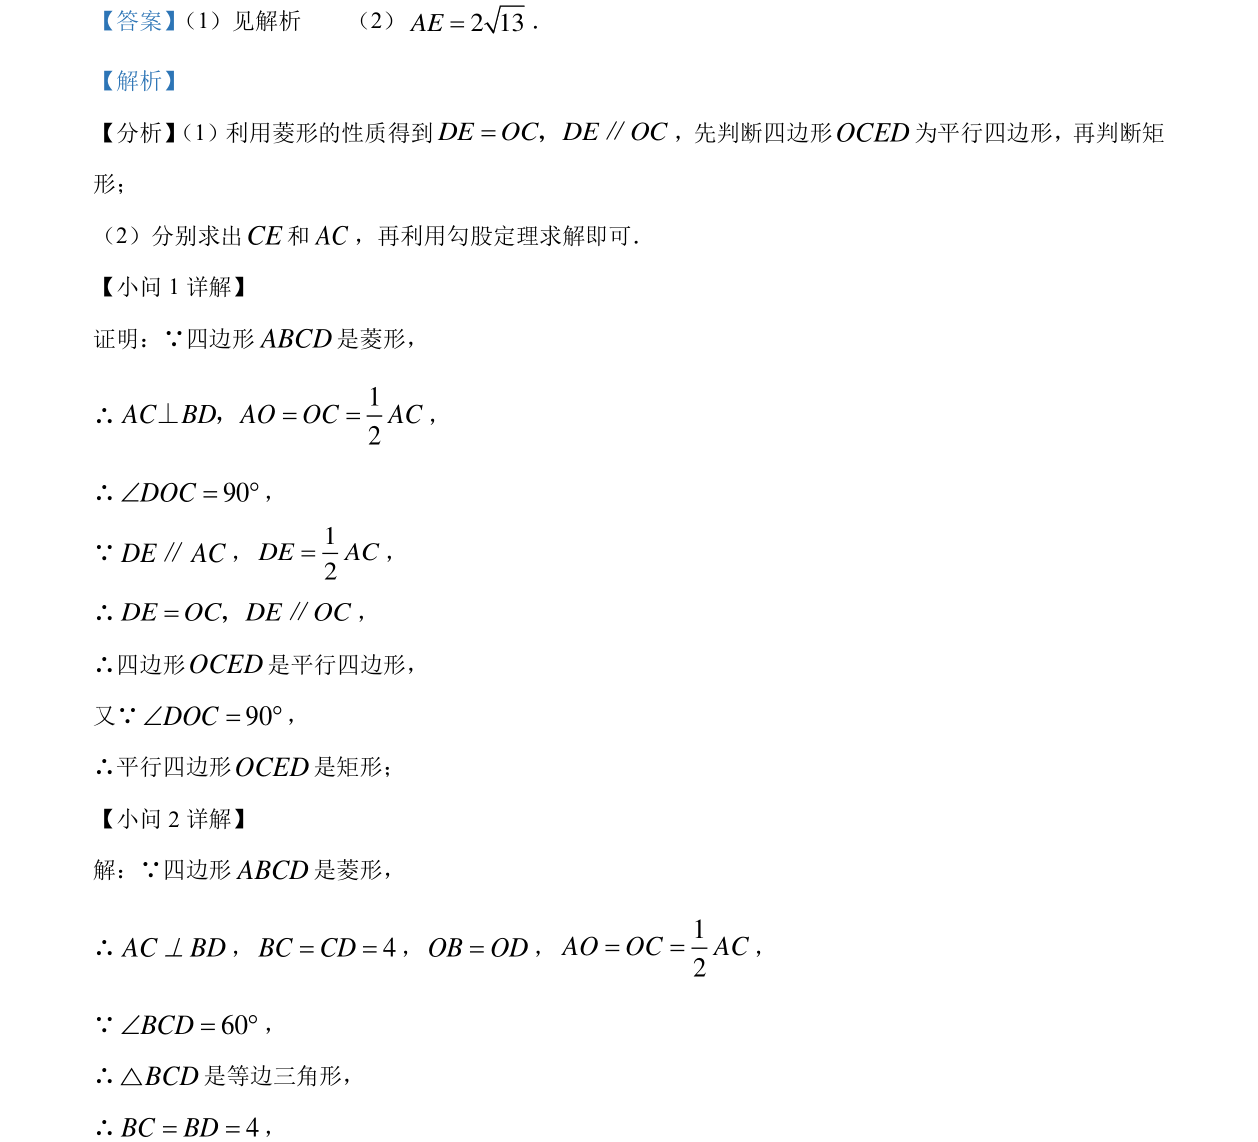 【答案】（1）见解析 （2） AE = 2√13．
【解析】
【分析】（1）利用菱形的性质得到 DE = OC，DE ∥ OC ，先判断四边形 OCED 为平行四边形，再判断矩
形；
（2）分别求出 CE 和 AC ，再利用勾股定理求解即可．
【小问 1 详解】
证明：∵四边形 ABCD 是菱形，
∴ AC⊥BD，AO = OC = 1/2 AC，
∴ ∠DOC = 90°，
∵ DE ∥ AC，DE = 1/2 AC，
∴ DE = OC，DE ∥ OC，
∴四边形 OCED 是平行四边形，
又∵ ∠DOC = 90°，
∴平行四边形 OCED 是矩形；
【小问 2 详解】
解：∵四边形 ABCD 是菱形，
∴ AC ⊥ BD，BC = CD = 4，OB = OD，AO = OC = 1/2 AC，
∵ ∠BCD = 60°，
∴ △BCD 是等边三角形，
∴ BC = BD = 4，